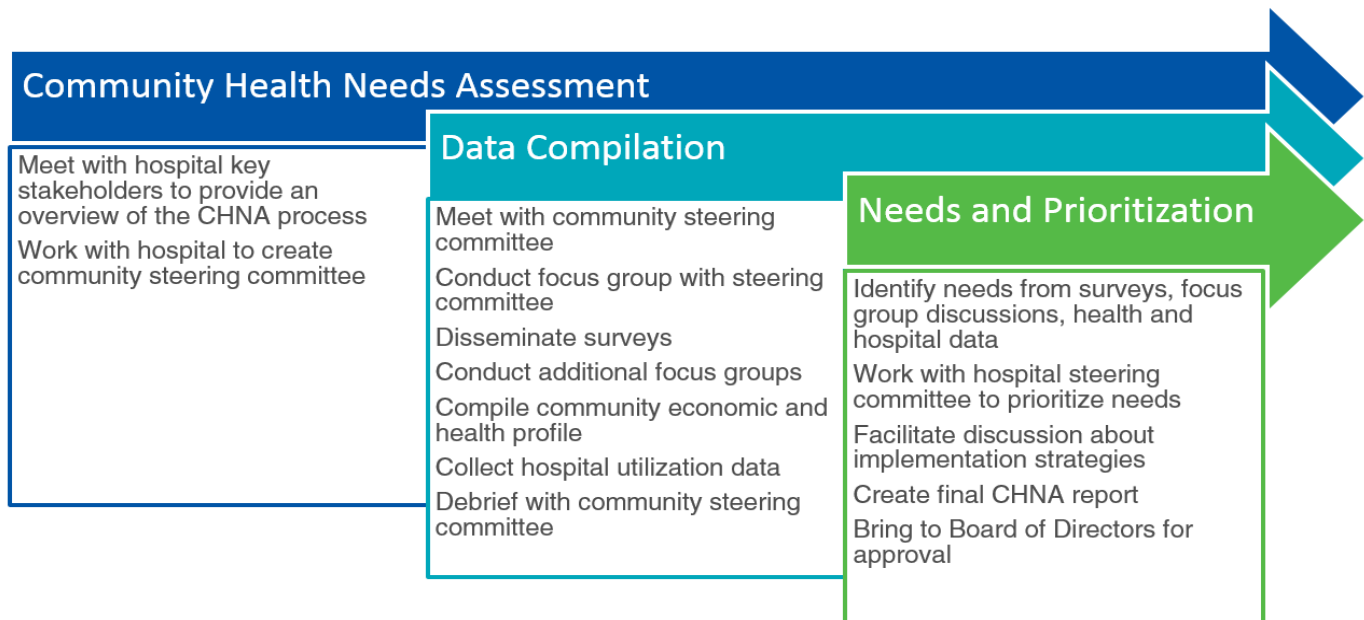 Community Health Needs Assessment
Meet with hospital key
stakeholders to provide an
overview of the CHNA process
Work with hospital to create
community steering committee
Data Compilation
Meet with community steering
committee
Conduct focus group with steering
committee
Disseminate surveys
Conduct additional focus groups
Compile community economic and
health profile
Collect hospital utilization data
Debrief with community steering
committee
Needs and Prioritization
Identify needs from surveys, focus
group discussions, health and
hospital data
Work with hospital steering
committee to prioritize needs
Facilitate discussion about
implementation strategies
Create final CHNA report
Bring to Board of Directors for
approval